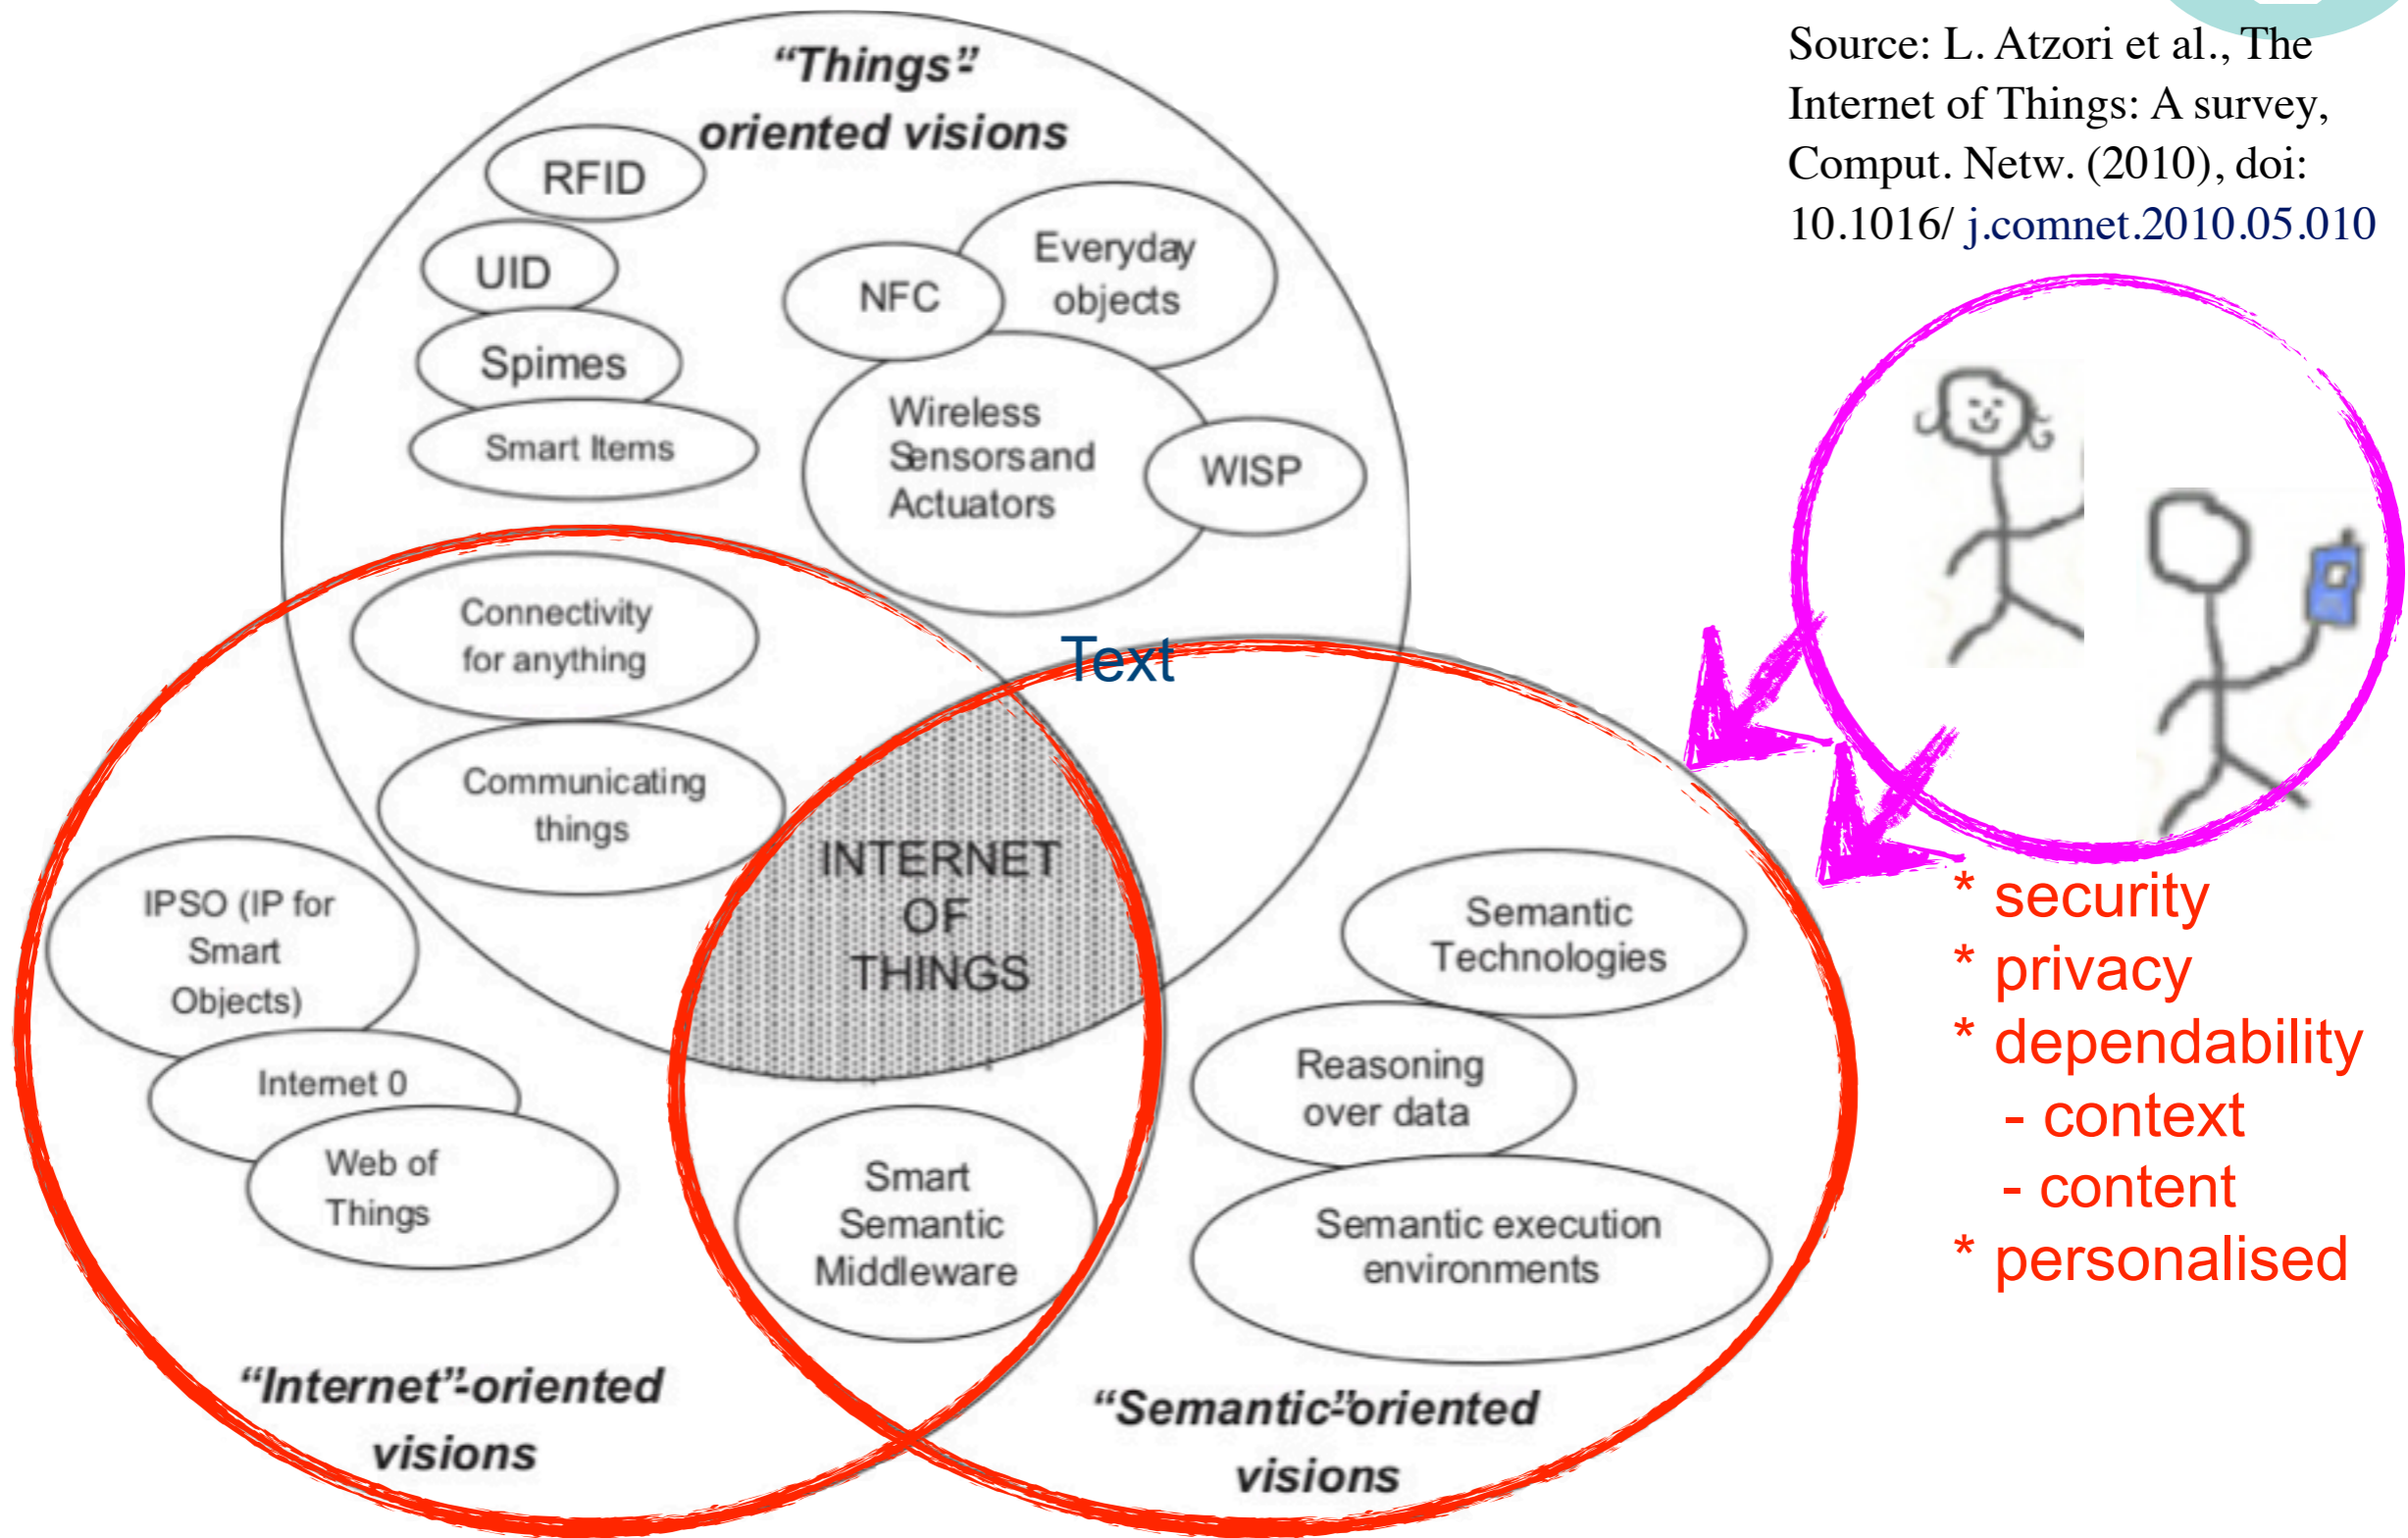 “Things”-
oriented visions
RFID
UID
Spimes
Smart Items
NFC
Everyday
objects
Wireless
Sensorsand
Actuators
WISP
Connectivity
for anything
Communicating
things
Text
INTERNET
OF
THINGS
IPSO (IP for
Smart
Objects)
Internet 0
Web of
Things
Smart
Semantic
Middleware
Semantic
Technologies
Reasoning
over data
Semantic execution
environments
“Internet”-oriented
visions
“Semantic”-oriented
visions
Source: L. Atzori et al., The
Internet of Things: A survey,
Comput. Netw. (2010), doi:
10.1016/ j.comnet.2010.05.010
* security
* privacy
* dependability
- context
- content
* personalised